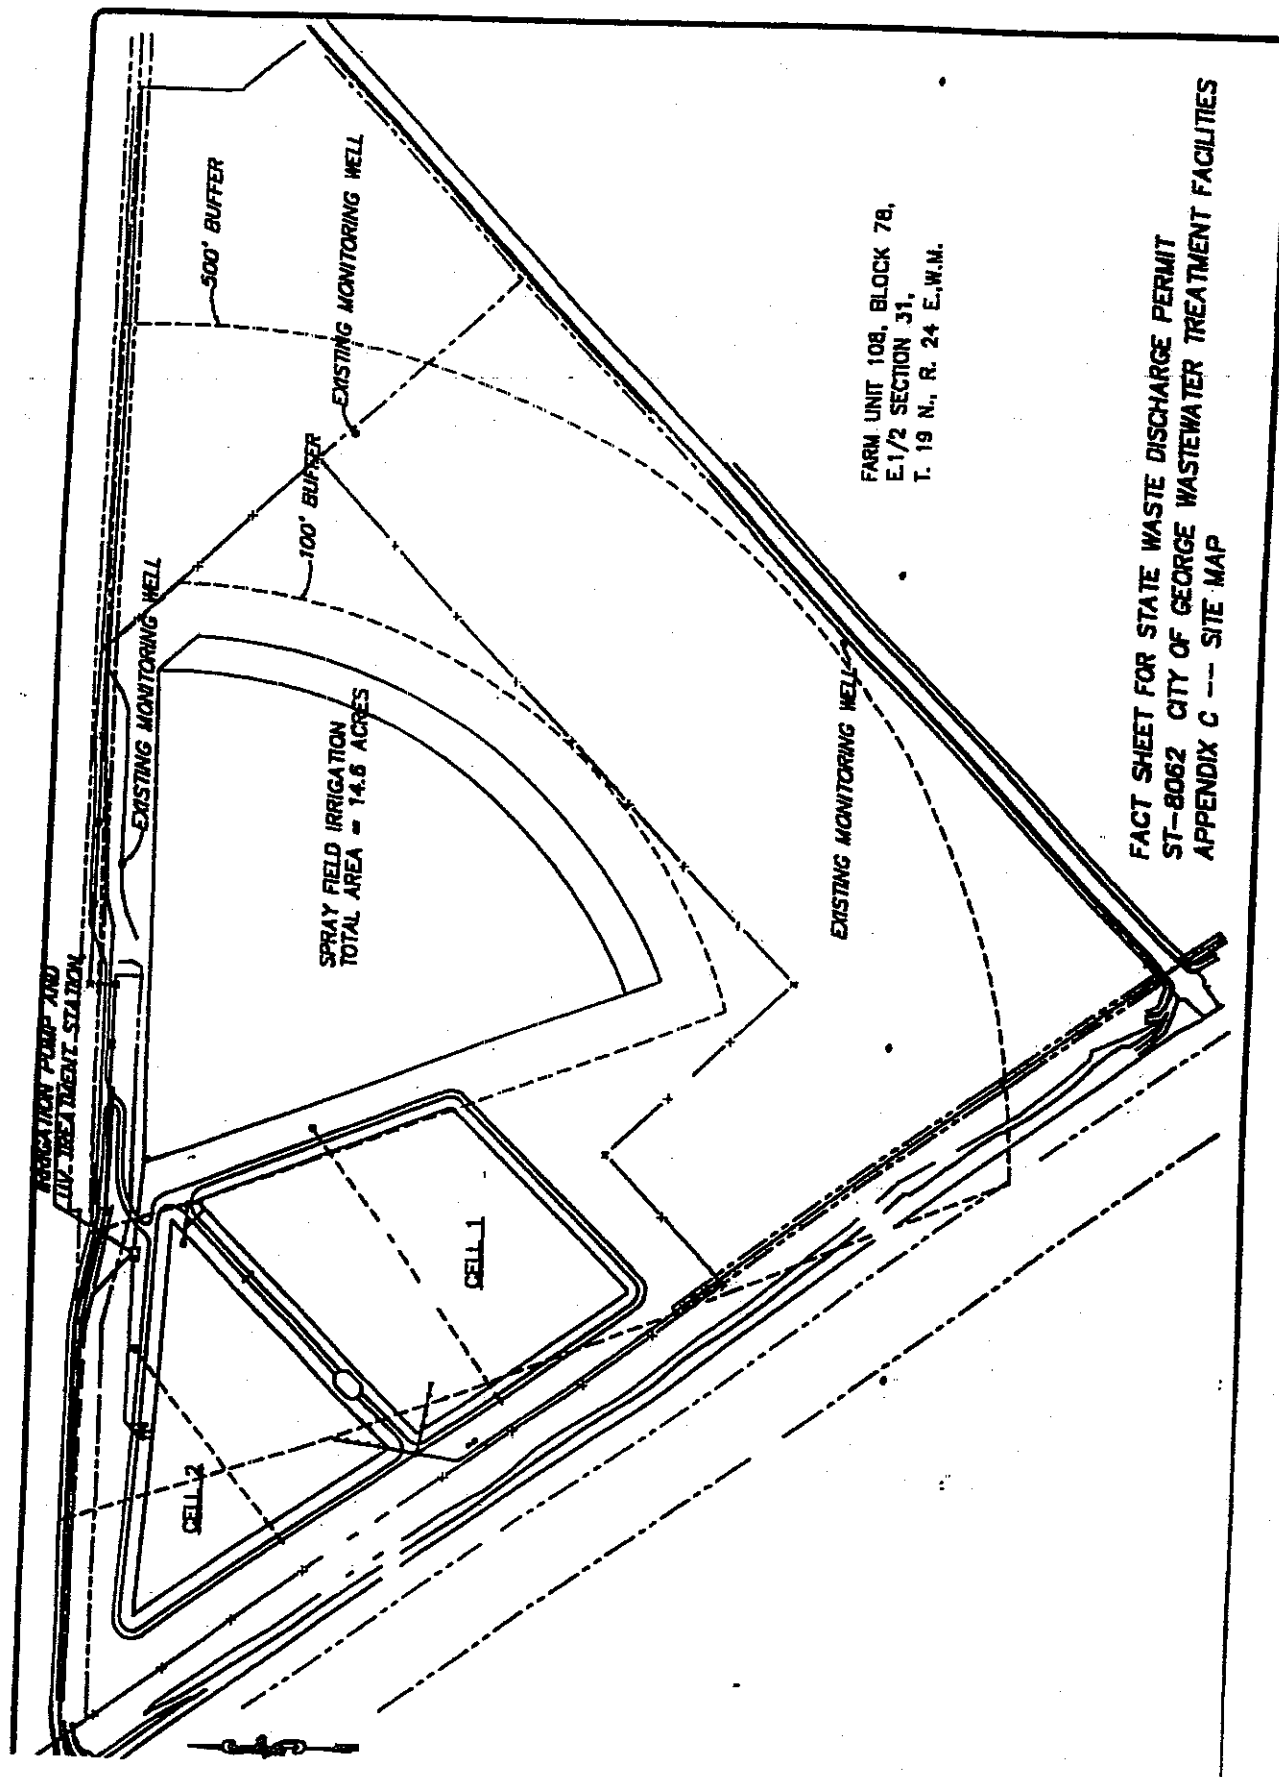 IRRIGATION PUMP AND
U.V. TREATMENT STATION
EXISTING MONITORING WELL
500' BUFFER
EXISTING MONITORING WELL
100' BUFFER
SPRAY FIELD IRRIGATION
TOTAL AREA = 14.6 ACRES
CELL 2
CELL 1
EXISTING MONITORING WELL
FARM UNIT 108, BLOCK 78,
E.1/2 SECTION 31,
T. 19 N., R. 24 E.,W.M.
FACT SHEET FOR STATE WASTE DISCHARGE PERMIT
ST-8062 CITY OF GEORGE WASTEWATER TREATMENT FACILITIES
APPENDIX C -- SITE MAP